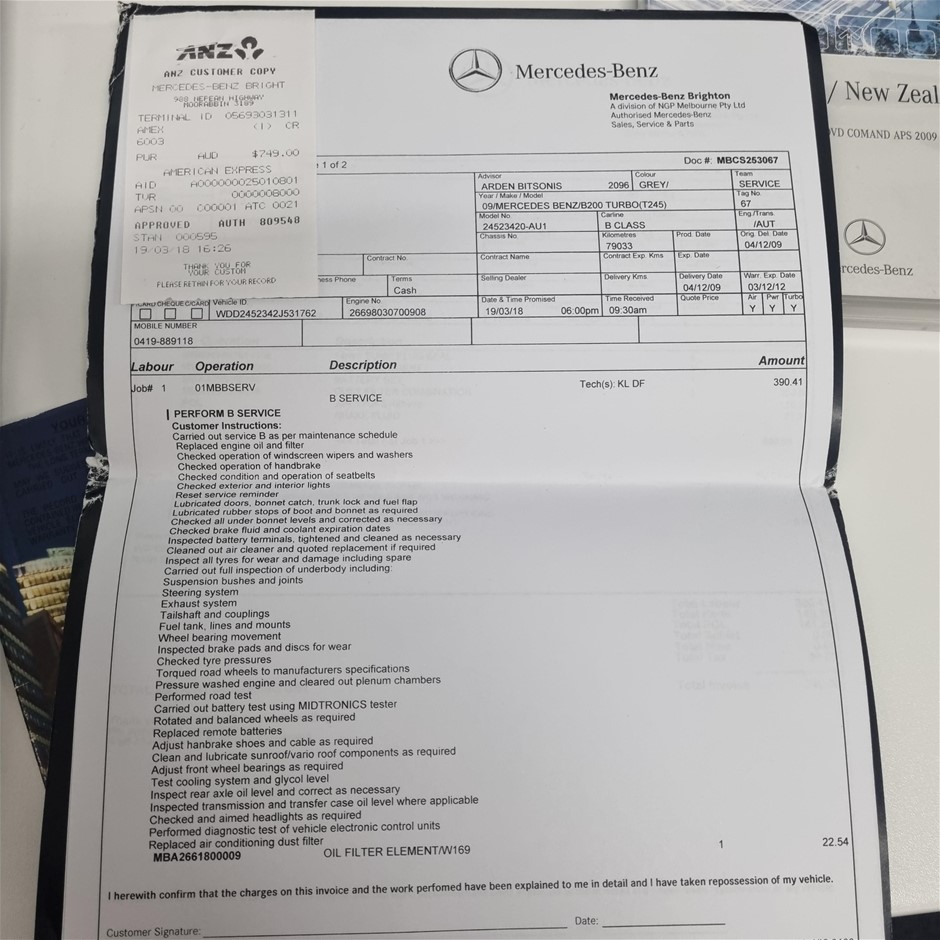 ANZ
ANZ CUSTOMER COPY
MERCEDES-BENZ BRIGHT
988 NEPEAN HIGHWAY
MOORABBIN 3189
TERMINAL ID 05693031311
AMEX (I) CR
6003
PUR AUD $749.00
AMERICAN EXPRESS
AID A000000025010801
TVR 0000008000
APSN 00 C00001 ATC 0021
APPROVED AUTH 809548
STAN 000595
19/03/18 16:26
THANK YOU FOR
YOUR CUSTOM
PLEASE RETAIN FOR YOUR RECORD
Mercedes-Benz
Mercedes-Benz Brighton
A division of NGP Melbourne Pty Ltd
Authorised Mercedes-Benz
Sales, Service & Parts
/ New Zeal
VD COMAND APS 2009
rcedes-Benz
1 of 2
Doc #: MBCS253067
Advisor Colour Team
ARDEN BITSONIS 2096 GREY/ SERVICE
Year / Make / Model Tag No.
09/MERCEDES BENZ/B200 TURBO(T245) 67
Model No Carline Eng./Trans
24523420-AU1 B CLASS /AUT
Chassis No. Kilometres Prod. Date Orig. Del. Date
79033 04/12/09
Contract No. Contract Name Contract Exp. Kms Exp. Date
ness Phone Terms Selling Dealer Delivery Kms Delivery Date Warr. Exp. Date
Cash 04/12/09 03/12/12
CARD CHEQUE C/CARD Vehicle ID Engine No. Date & Time Promised Time Received Quote Price Air Pwr Turbo
WDD2452342J531762 26698030700908 19/03/18 06:00pm 09:30am Y Y Y
MOBILE NUMBER
0419-889118
Labour Operation Description Amount
Job# 1 01MBBSERV Tech(s): KL DF 390.41
B SERVICE
PERFORM B SERVICE
Customer Instructions:
Carried out service B as per maintenance schedule
Replaced engine oil and filter
Checked operation of windscreen wipers and washers
Checked operation of handbrake
Checked condition and operation of seatbelts
Checked exterior and interior lights
Reset service reminder
Lubricated doors, bonnet catch, trunk lock and fuel flap
Lubricated rubber stops of boot and bonnet as required
Checked all under bonnet levels and corrected as necessary
Checked brake fluid and coolant expiration dates
Inspected battery terminals, tightened and cleaned as necessary
Cleaned out air cleaner and quoted replacement if required
Inspect all tyres for wear and damage including spare
Carried out full inspection of underbody including:
Suspension bushes and joints
Steering system
Exhaust system
Tailshaft and couplings
Fuel tank, lines and mounts
Wheel bearing movement
Inspected brake pads and discs for wear
Checked tyre pressures
Torqued road wheels to manufacturers specifications
Pressure washed engine and cleared out plenum chambers
Performed road test
Carried out battery test using MIDTRONICS tester
Rotated and balanced wheels as required
Replaced remote batteries
Adjust hanbrake shoes and cable as required
Clean and lubricate sunroof/vario roof components as required
Adjust front wheel bearings as required
Test cooling system and glycol level
Inspect rear axle oil level and correct as necessary
Inspected transmission and transfer case oil level where applicable
Checked and aimed headlights as required
Performed diagnostic test of vehicle electronic control units
Replaced air conditioning dust filter
MBA2661800009 OIL FILTER ELEMENT/W169 1 22.54
I herewith confirm that the charges on this invoice and the work perfomed have been explained to me in detail and I have taken repossession of my vehicle.
Customer Signature: Date: